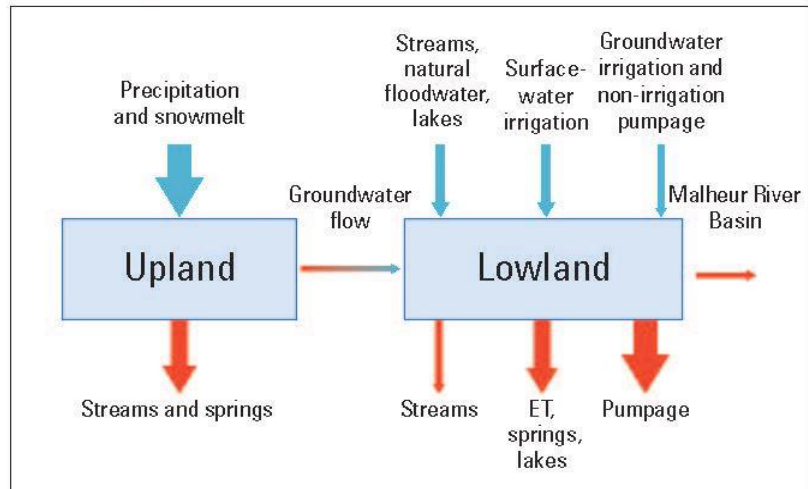 Precipitation
and snowmelt
Streams,
natural
floodwater,
lakes
Surface-
water
irrigation
Groundwater
irrigation and
non-irrigation
pumpage
Groundwater
flow
Malheur River
Basin
Upland
Lowland
Streams and springs
Streams
ET,
springs,
lakes
Pumpage